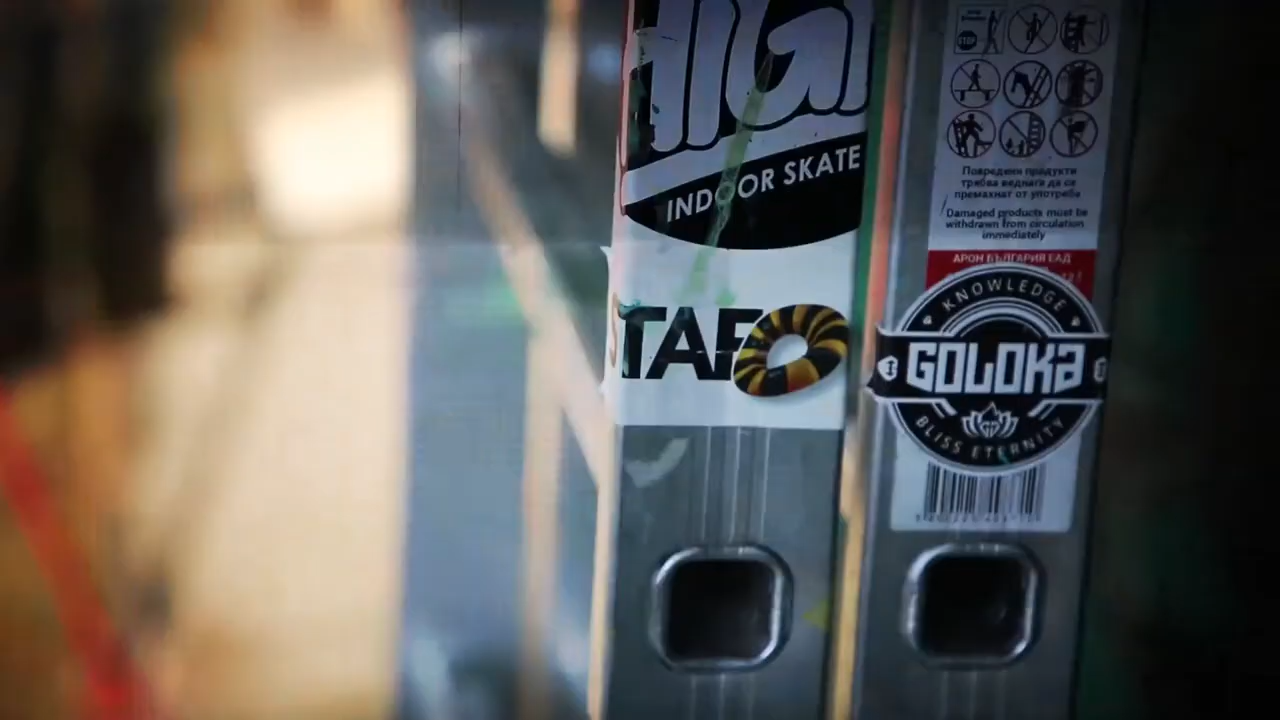 HIGH
INDOOR SKATE
STAFO
STOP
Повредени продукти
трябва веднага да се
премахнат от употреба
Damaged products must be
withdrawn from circulation
immediately
АРОН БЪЛГАРИЯ ЕАД
KNOWLEDGE
GOLOKA
BLISS ETERNITY